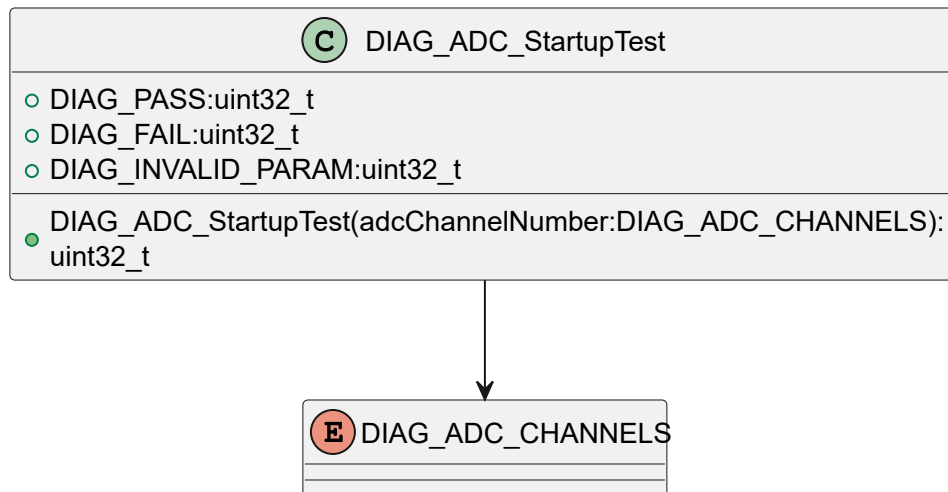 C DIAG_ADC_StartupTest
DIAG_PASS:uint32_t
DIAG_FAIL:uint32_t
DIAG_INVALID_PARAM:uint32_t
DIAG_ADC_StartupTest(adcChannelNumber:DIAG_ADC_CHANNELS):
uint32_t
E DIAG_ADC_CHANNELS